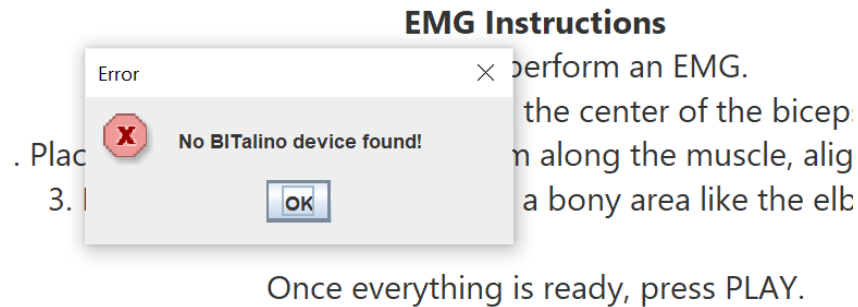 EMG Instructions
Error
perform an EMG.
the center of the biceps
No BITalino device found!
. Plac
along the muscle, alig
3.
a bony area like the elb
OK
Once everything is ready, press PLAY.